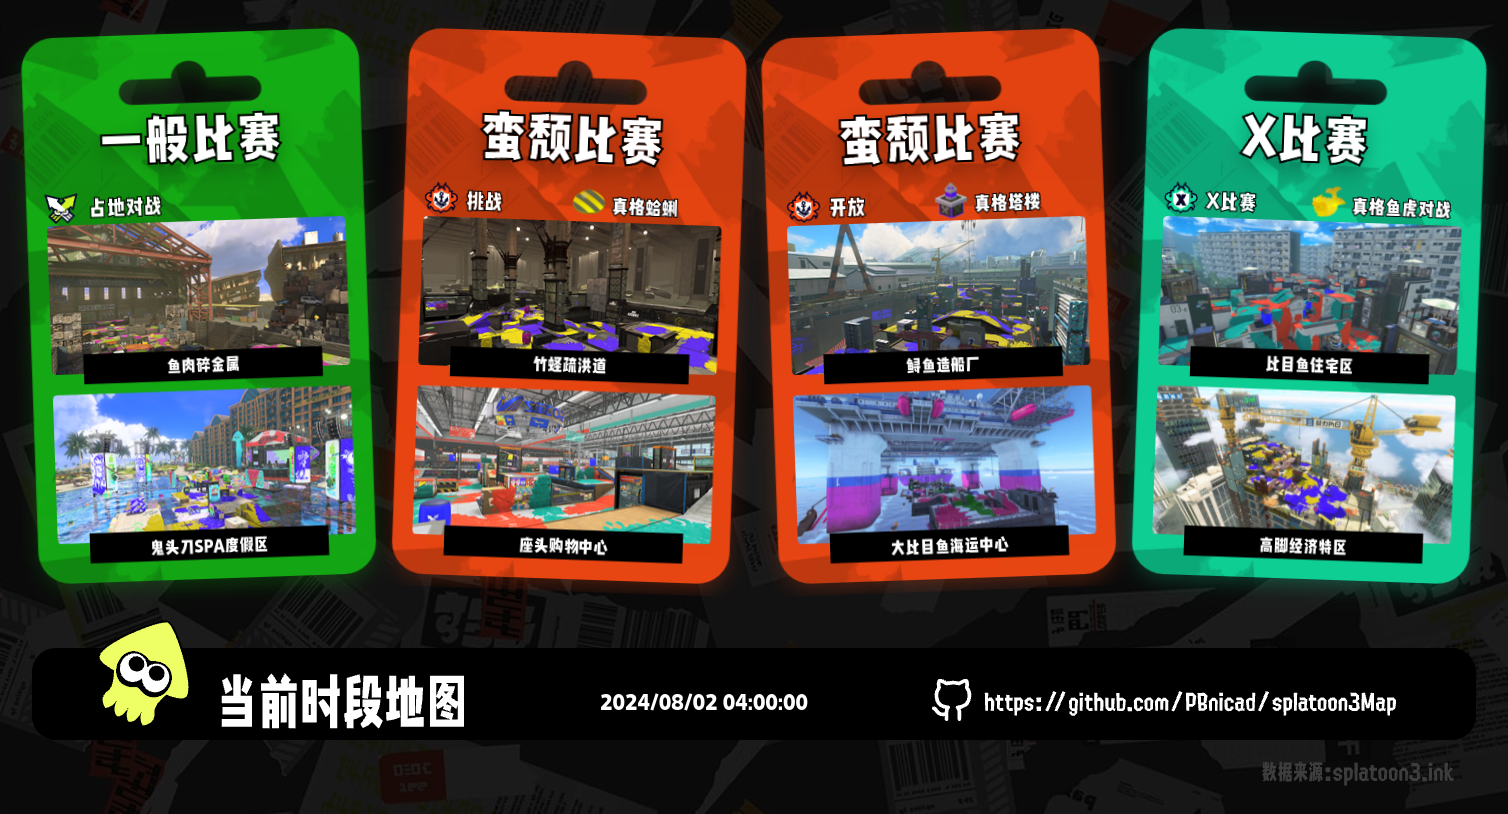 一般比赛
占地对战
鱼肉碎金属
鬼头刀SPA度假区
蛮颓比赛
挑战
真格蛤蜊
竹蛏疏洪道
座头购物中心
蛮颓比赛
开放
真格塔楼
鲟鱼造船厂
大比目鱼海运中心
X比赛
X比赛
真格鱼虎对战
比目鱼住宅区
高脚经济特区
当前时段地图
2024/08/02 04:00:00
https://github.com/PBnicad/splatoon3Map
数据来源:splatoon3.ink